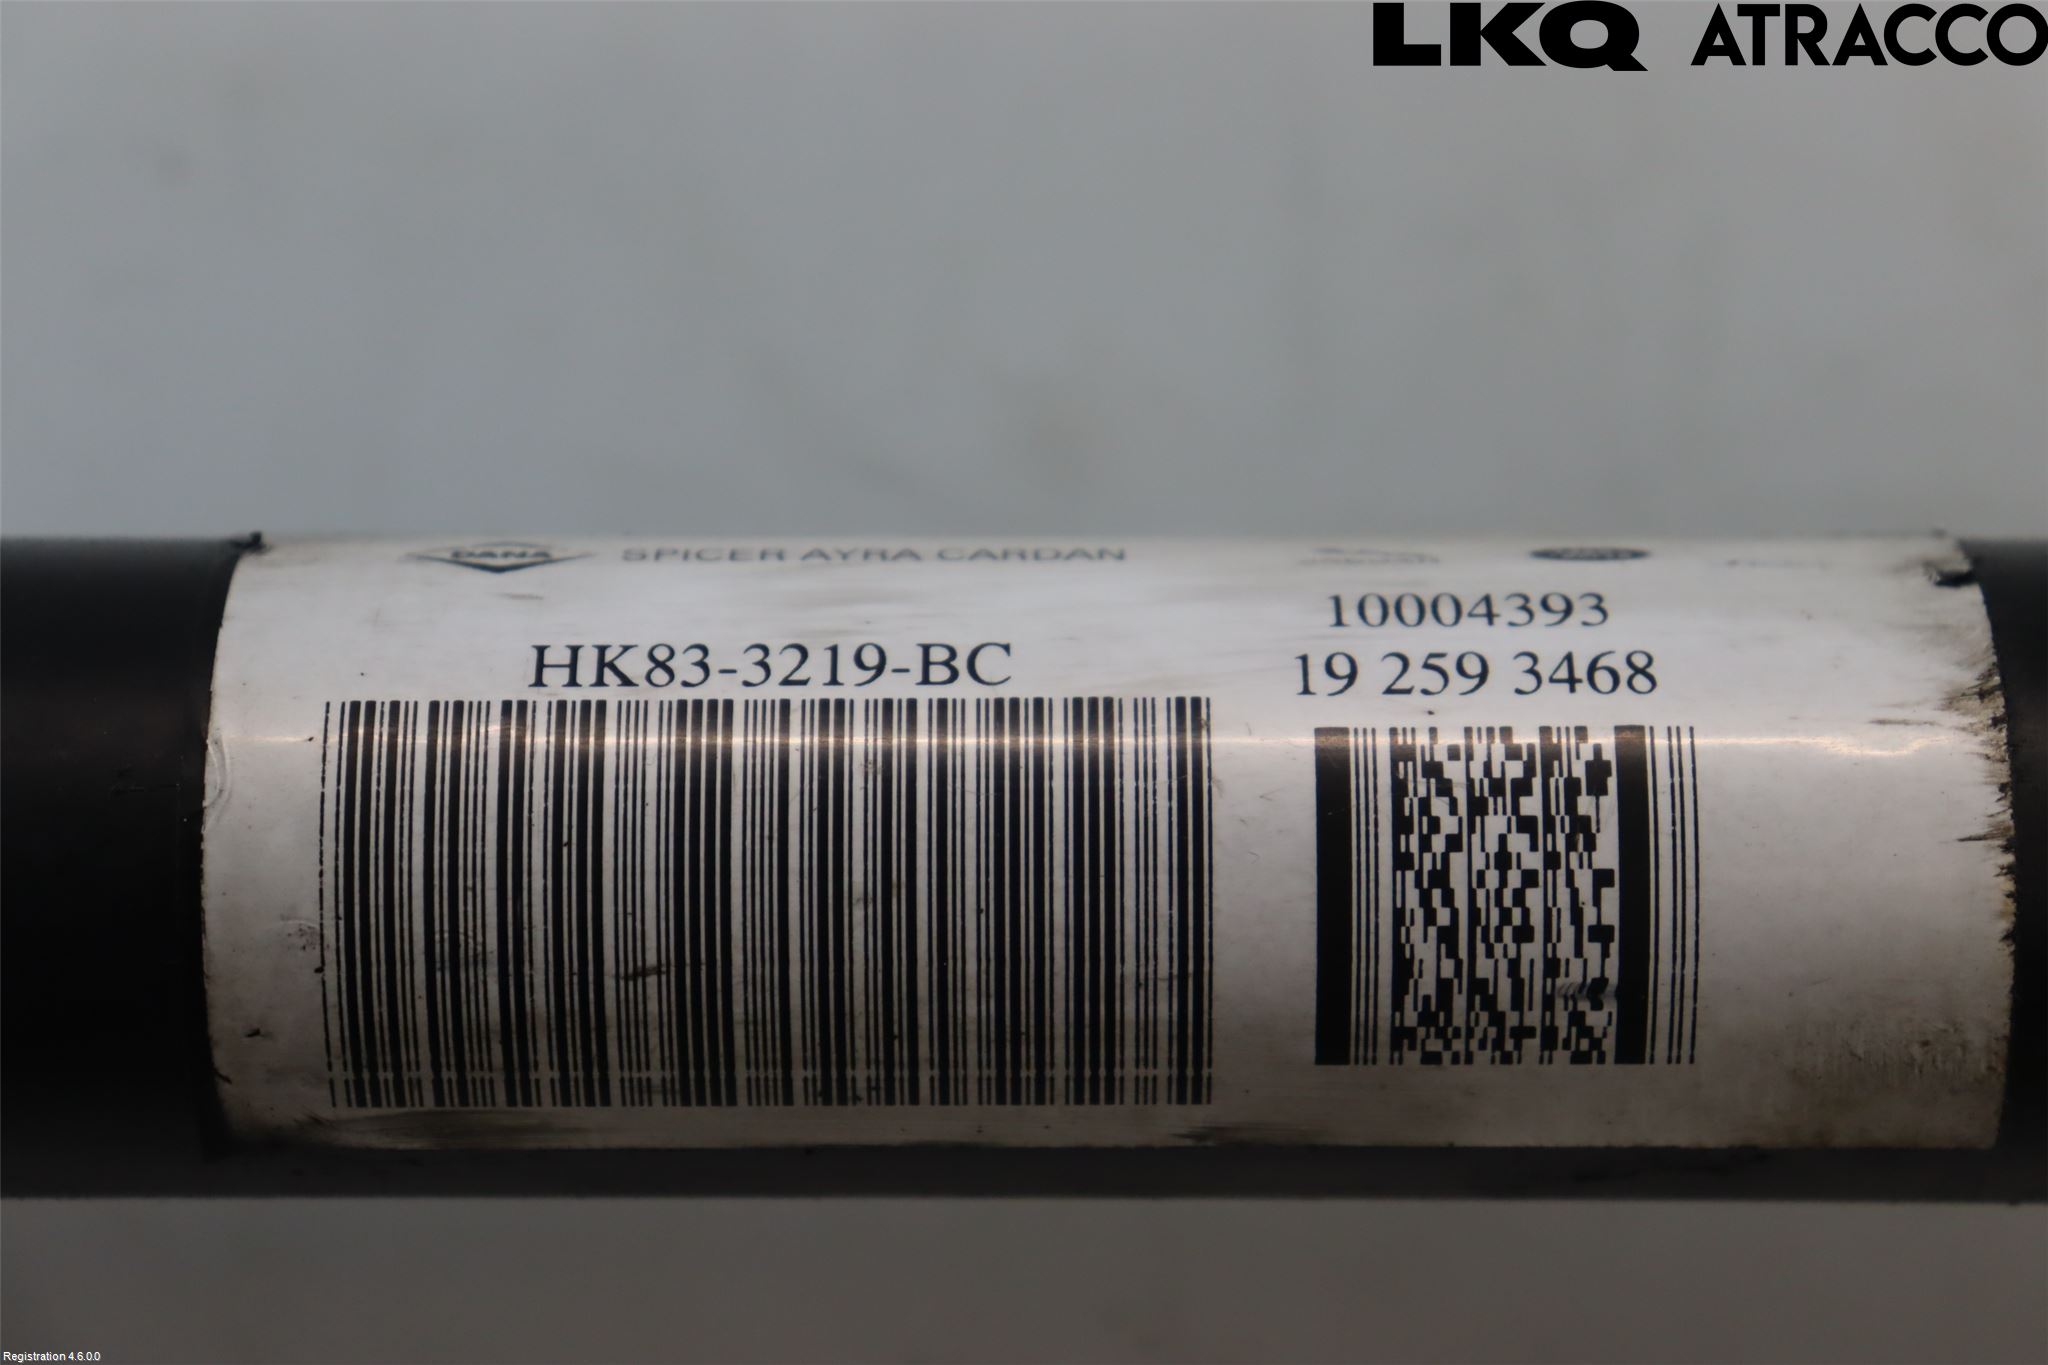 LKQ ATRACCO
DANA SPICER AYRA CARDAN
10004393
HK83-3219-BC
19 259 3468
Registration 4.6.0.0